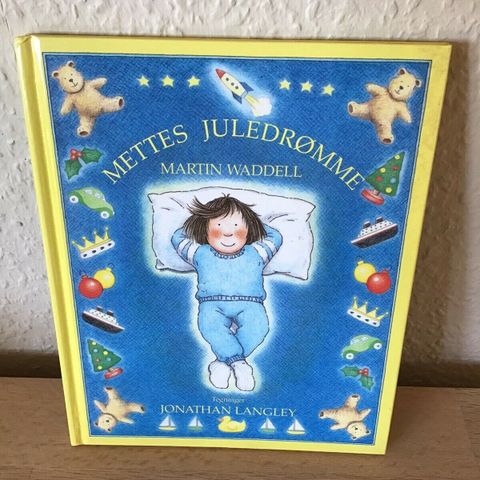 METTES JULEDRØMME
MARTIN WADDELL
Tegninger
JONATHAN LANGLEY